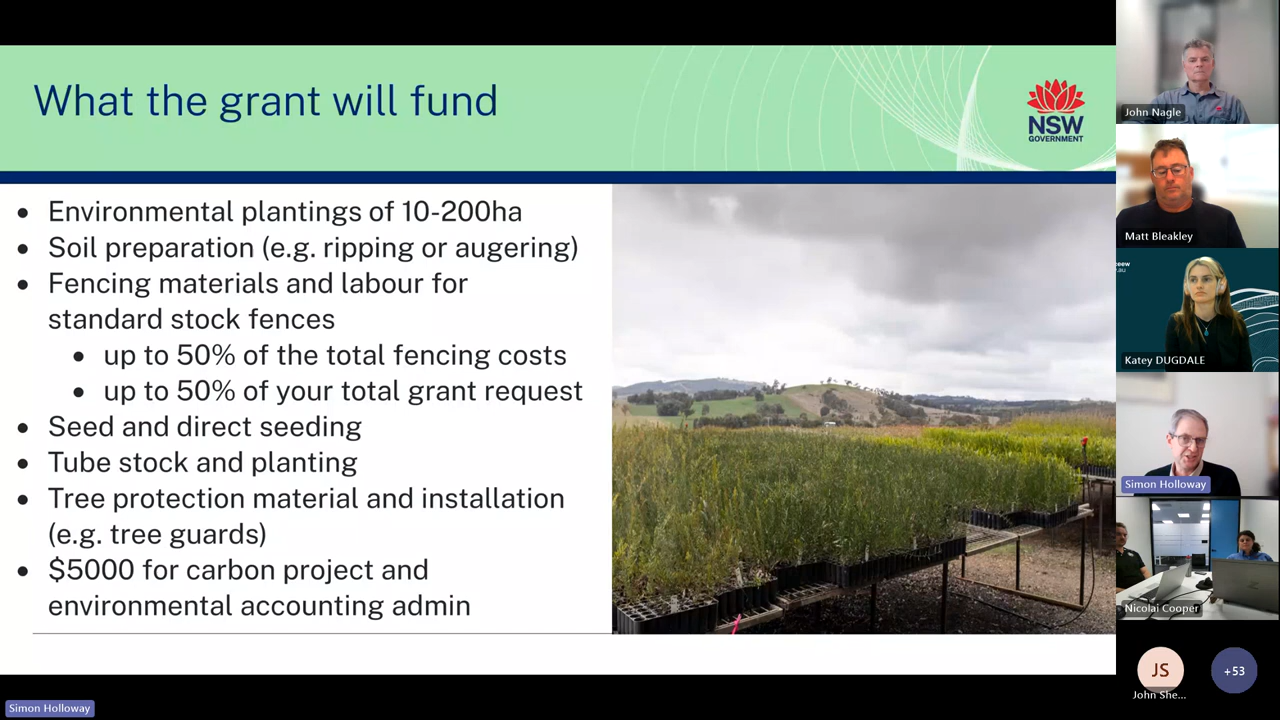 What the grant will fund
NSW
GOVERNMENT
• Environmental plantings of 10-200ha
• Soil preparation (e.g. ripping or augering)
• Fencing materials and labour for
standard stock fences
• up to 50% of the total fencing costs
• up to 50% of your total grant request
• Seed and direct seeding
• Tube stock and planting
• Tree protection material and installation
(e.g. tree guards)
• $5000 for carbon project and
environmental accounting admin
Simon Holloway
John Nagle
Matt Bleakley
Katey DUGDALE
Simon Holloway
Nicolai Cooper
JS
John She...
+53